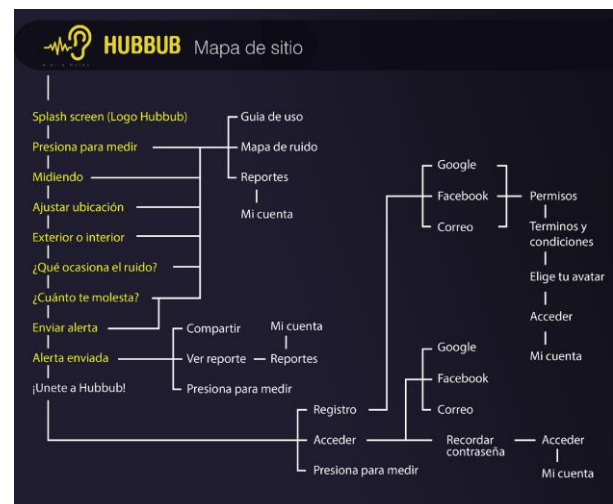 HUBBUB Mapa de sitio
Splash screen (Logo Hubbub)
Presiona para medir
Midiendo
Ajustar ubicación
Exterior o interior
¿Qué ocasiona el ruido?
¿Cuánto te molesta?
Enviar alerta
Alerta enviada
¡Unete a Hubbub!
Guia de uso
Mapa de ruido
Reportes
Mi cuenta
Compartir
Ver reporte
Presiona para medir
Mi cuenta
Reportes
Registro
Acceder
Presiona para medir
Google
Facebook
Correo
Permisos
Terminos y
condiciones
Elige tu avatar
Acceder
Mi cuenta
Google
Facebook
Correo
Recordar
contraseña
Acceder
Mi cuenta